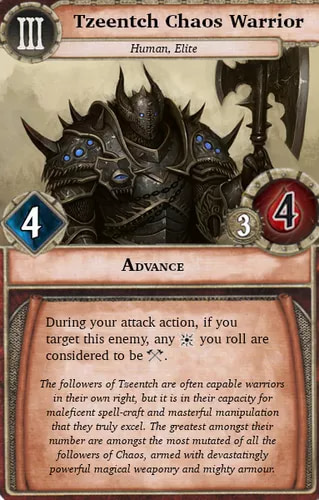 III
Tzeentch Chaos Warrior
Human, Elite
4
3
4
Advance
During your attack action, if you
target this enemy, any you roll are
considered to be .
The followers of Tzeentch are often capable warriors
in their own right, but it is in their capacity for
maleficent spell-craft and masterful manipulation
that they truly excel. The greatest amongst their
number are amongst the most mutated of all the
followers of Chaos, armed with devastatingly
powerful magical weaponry and mighty armour.